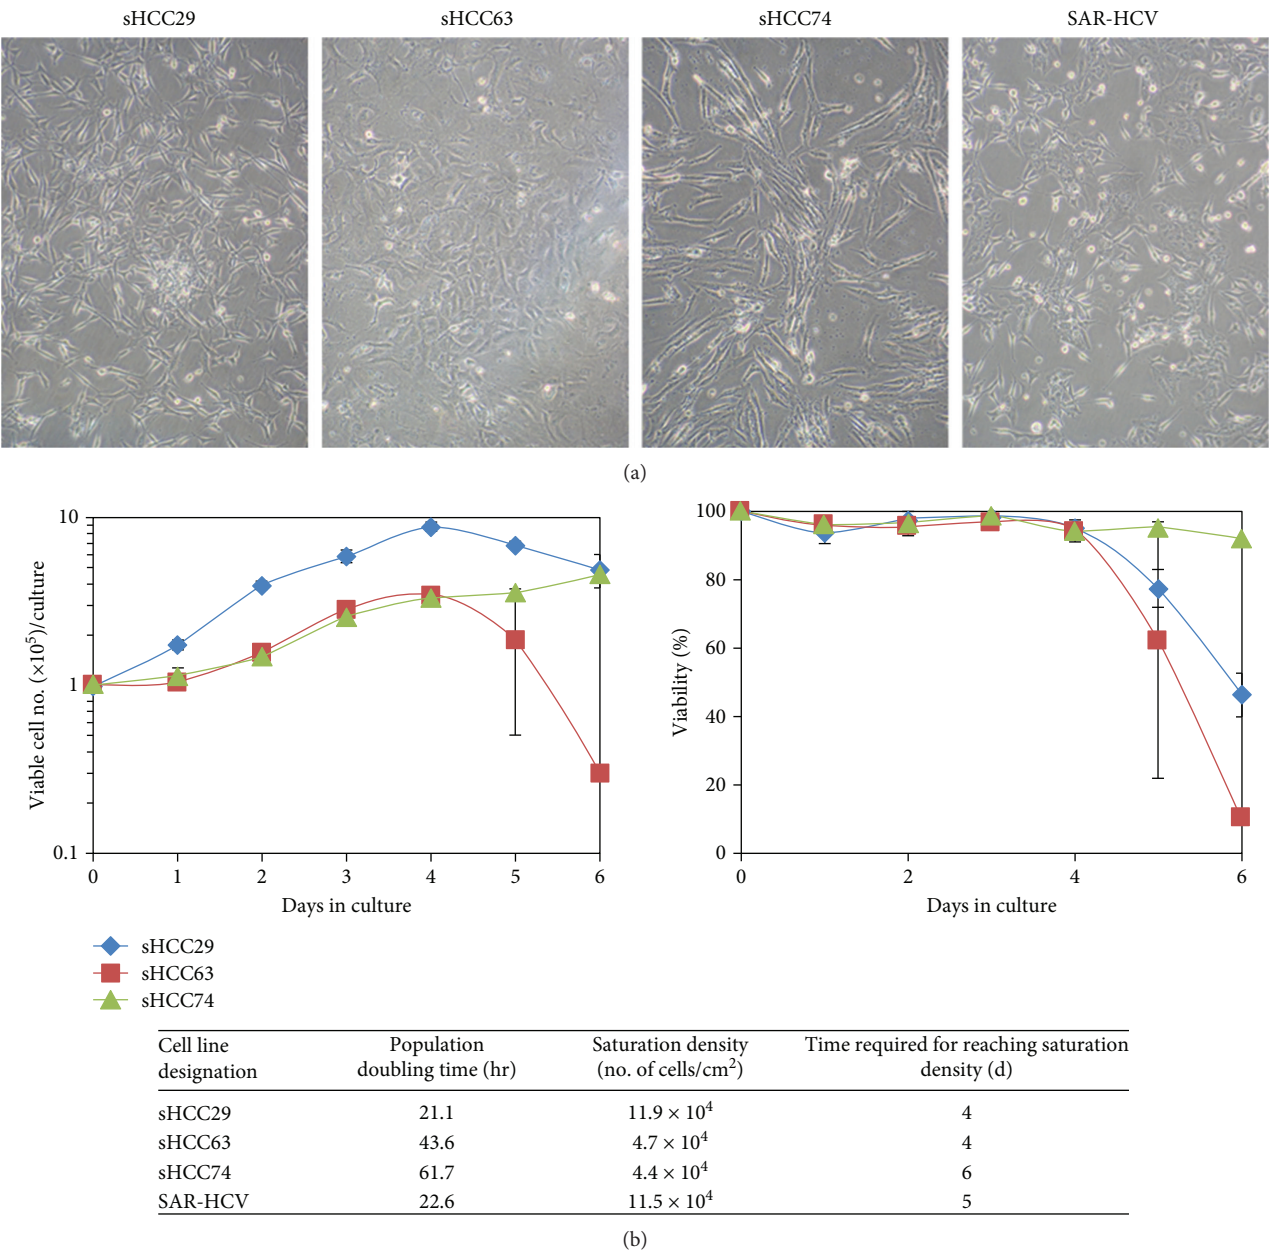 sHCC29 sHCC63 sHCC74 SAR-HCV
(a)
Viable cell no. (×10⁵)/culture
10
1
0.1
0 1 2 3 4 5 6
Days in culture
Viability (%)
100
80
60
40
20
0
0 2 4 6
Days in culture
sHCC29
sHCC63
sHCC74
Cell line designation
Population doubling time (hr)
Saturation density (no. of cells/cm²)
Time required for reaching saturation density (d)
sHCC29 21.1 11.9 × 10⁴ 4
sHCC63 43.6 4.7 × 10⁴ 4
sHCC74 61.7 4.4 × 10⁴ 6
SAR-HCV 22.6 11.5 × 10⁴ 5
(b)